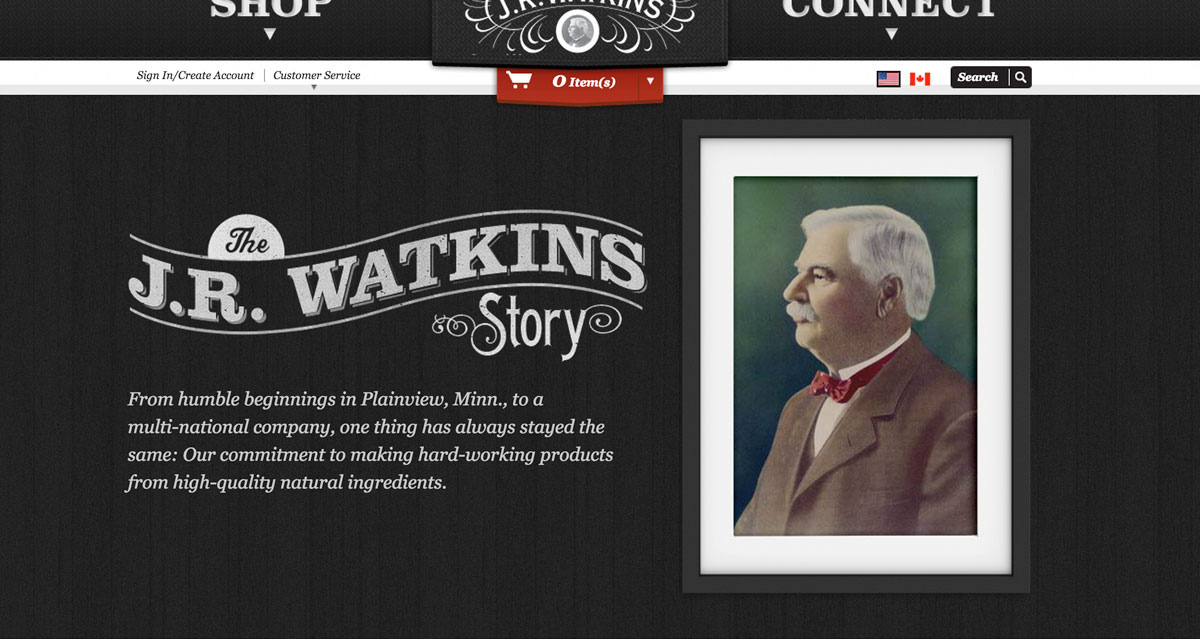 SHOP
J.R. WATKINS
CONNECT
Sign In/Create Account
Customer Service
0 Item(s)
Search
The
J.R. WATKINS
Story
From humble beginnings in Plainview, Minn., to a
multi-national company, one thing has always stayed the
same: Our commitment to making hard-working products
from high-quality natural ingredients.